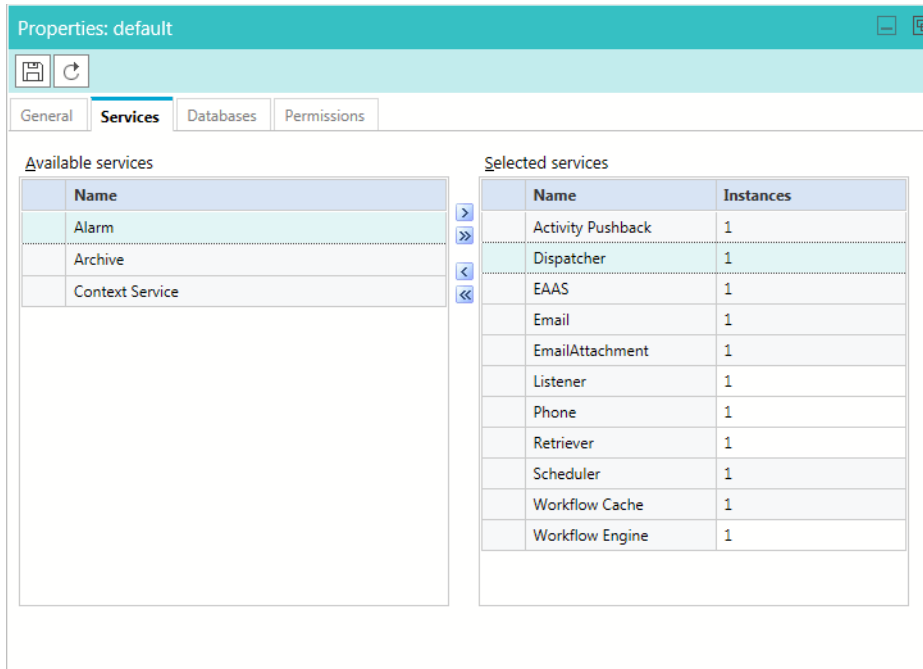 Properties: default
General Services Databases Permissions
Available services
Name
Alarm
Archive
Context Service
Selected services
Name Instances
Activity Pushback 1
Dispatcher 1
EAAS 1
Email 1
EmailAttachment 1
Listener 1
Phone 1
Retriever 1
Scheduler 1
Workflow Cache 1
Workflow Engine 1